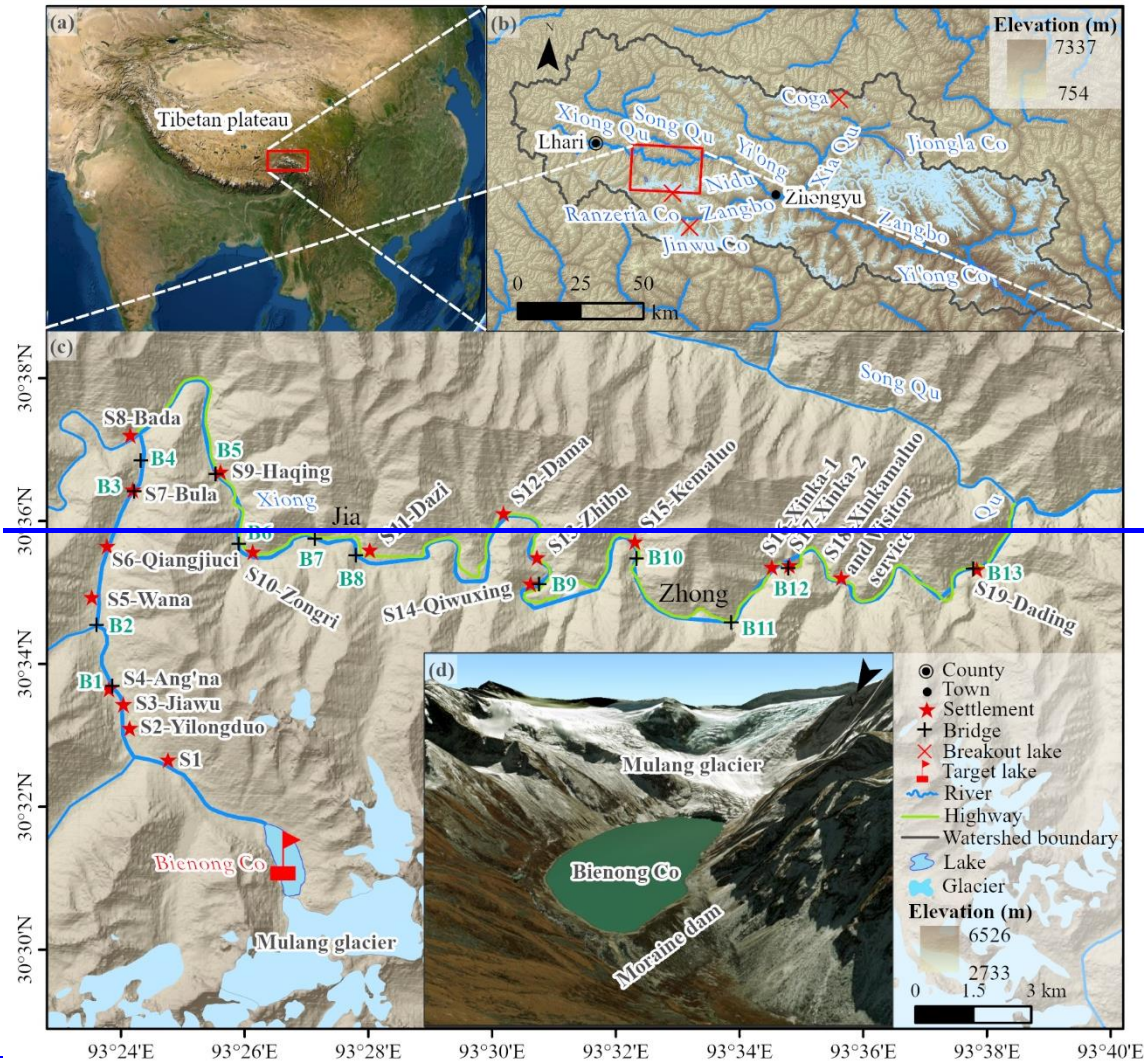 (a)
Tibetan plateau
(b)
N
Elevation (m)
7337
754
Coga
Xiong Qu
Song Qu
Lhari
Yi'ong
Xia Qu
Jiongla Co
Nidu
Zhongyu
Ranzeria Co
Zangbo
Zangbo
Jinwu Co
Yi'ong Co
0 25 50
km
(c)
30°38'N
30°36'N
30°34'N
30°32'N
30°30'N
Song Qu
S8-Bada
B4
B5
S9-Haqing
B3
S7-Bula
Xiong
S12-Dama
S15-Kemaluo
S16-Xinka-1
S17-Xinka-2
S11-Dazi
Jia
S13-Zhibu
S18-Xinkamaluo
and Visitor
service
Qu
B6
S6-Qiangjiuci
B7
B8
B10
S10-Zongri
S14-Qiwuxing
B9
Zhong
B12
B13
S19-Dading
S5-Wana
B2
B11
S4-Ang'na
B1
S3-Jiawu
S2-Yilongduo
S1
Bienong Co
Mulang glacier
(d)
Mulang glacier
Bienong Co
Moraine dam
County
Town
Settlement
Bridge
Breakout lake
Target lake
River
Highway
Watershed boundary
Lake
Glacier
Elevation (m)
6526
2733
0 1.5 3 km
93°24'E 93°26'E 93°28'E 93°30'E 93°32'E 93°34'E 93°36'E 93°38'E 93°40'E